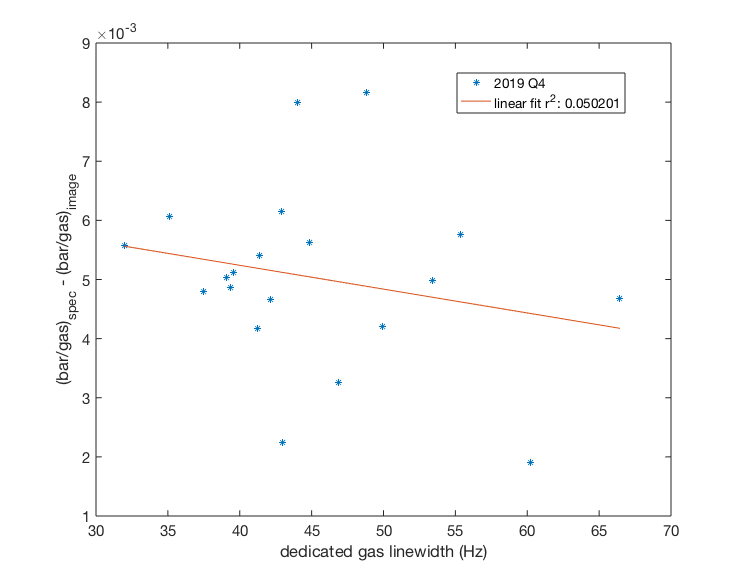 ×10-3
9
8
7
6
5
4
3
2
1
30 35 40 45 50 55 60 65 70
(bar/gas)spec - (bar/gas)image
dedicated gas linewidth (Hz)
2019 Q4
linear fit r2: 0.050201